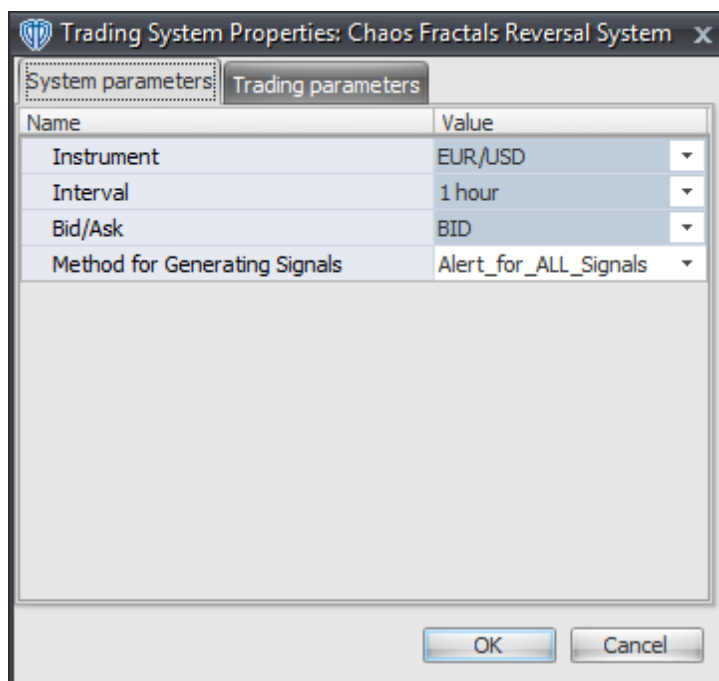 Trading System Properties: Chaos Fractals Reversal System x
System parameters Trading parameters
Name Value
Instrument EUR/USD
Interval 1 hour
Bid/Ask BID
Method for Generating Signals Alert_for_ALL_Signals
OK Cancel